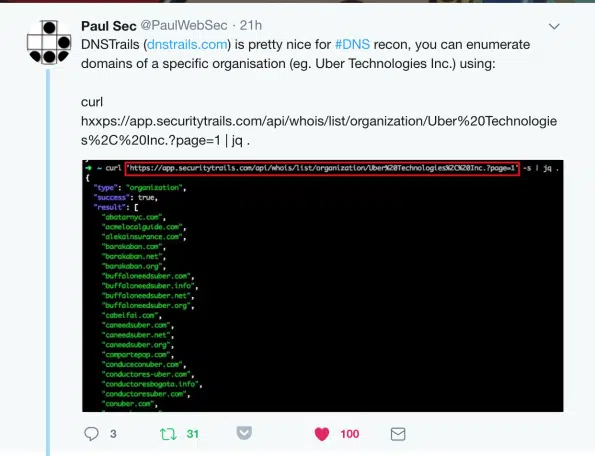 Paul Sec @PaulWebSec · 21h
DNSTrails (dnstrails.com) is pretty nice for #DNS recon, you can enumerate
domains of a specific organisation (eg. Uber Technologies Inc.) using:
curl
hxxps://app.securitytrails.com/api/whois/list/organization/Uber%20Technologie
s%2C%20Inc.?page=1 | jq .
→ ~ curl "https://app.securitytrails.com/api/whois/list/organization/Uber%20Technologies%2C%20Inc.?page=1" -s | jq .
{
"type": "organization",
"success": true,
"result": [
"abatarnyc.com",
"acmelocalguide.com",
"alekainsurance.com",
"barakaban.com",
"barakaban.net",
"barakaban.org",
"buffaloneedsuber.com",
"buffaloneedsuber.info",
"buffaloneedsuber.net",
"buffaloneedsuber.org",
"cabeifai.com",
"caneedsuber.com",
"caneedsuber.net",
"caneedsuber.org",
"compartepop.com",
"conduceconuber.com",
"conductores-uber.com",
"conductoresbogota.info",
"conductoresuber.com",
"conuber.com",
3
31
100